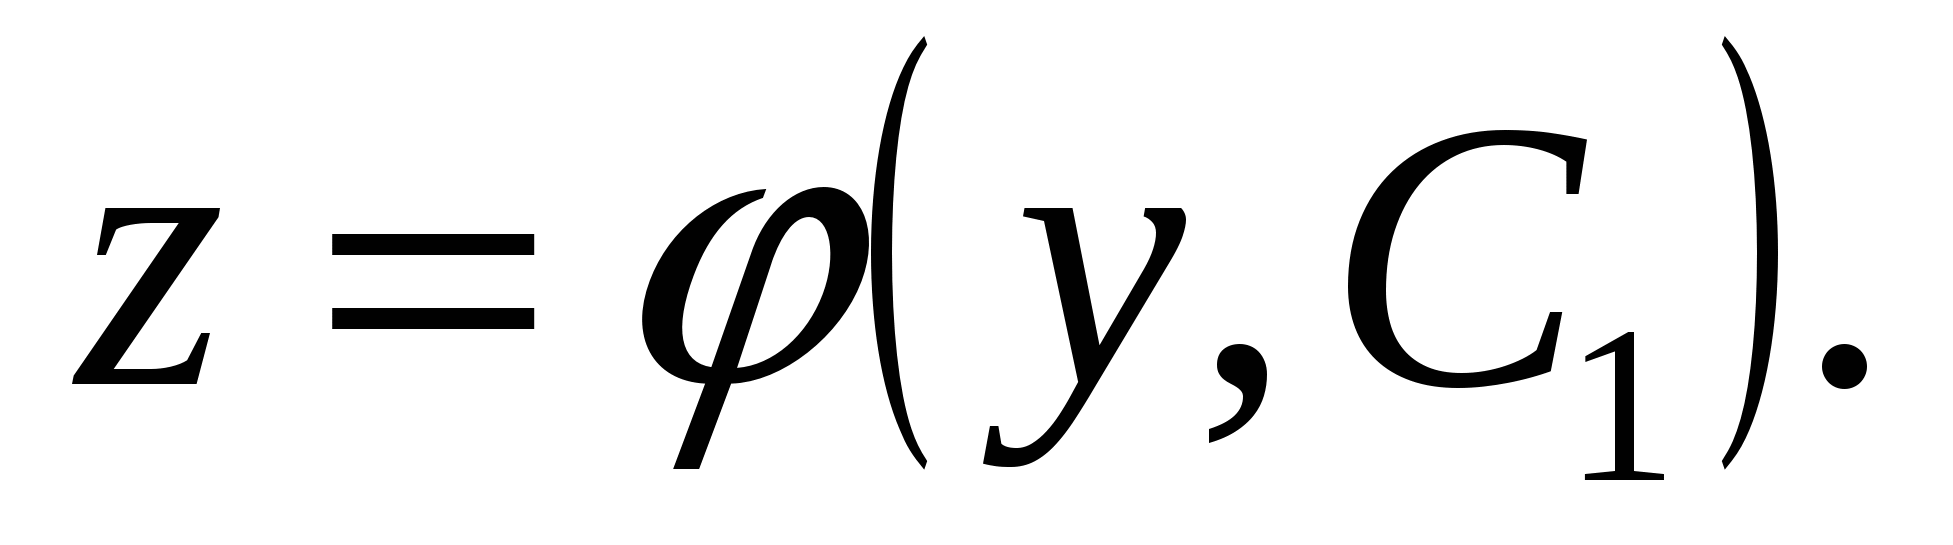 z = φ(y, C₁).